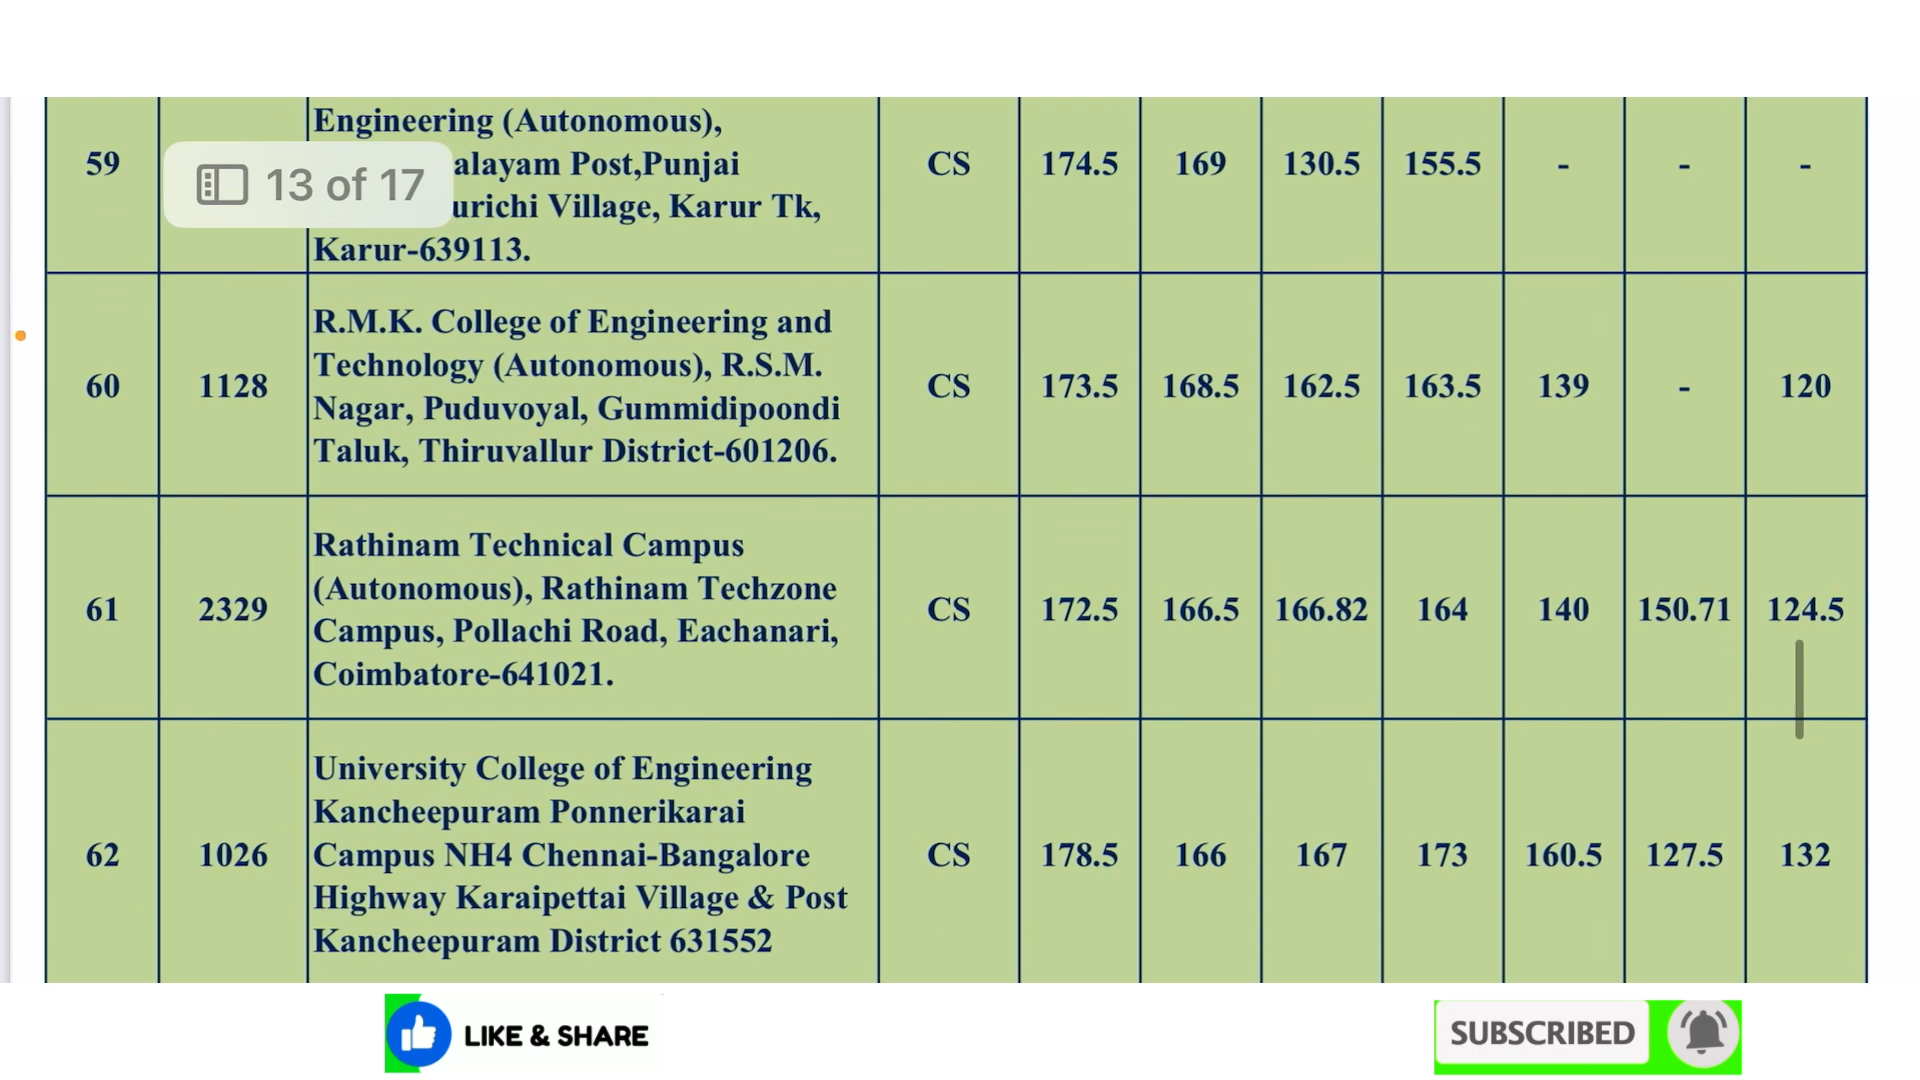 Engineering (Autonomous),
59 13 of 17 alayam Post,Punjai CS 174.5 169 130.5 155.5 - - -
urichi Village, Karur Tk,
Karur-639113.
R.M.K. College of Engineering and
Technology (Autonomous), R.S.M.
60 1128 CS 173.5 168.5 162.5 163.5 139 - 120
Nagar, Puduvoyal, Gummidipoondi
Taluk, Thiruvallur District-601206.
Rathinam Technical Campus
(Autonomous), Rathinam Techzone
61 2329 CS 172.5 166.5 166.82 164 140 150.71 124.5
Campus, Pollachi Road, Eachanari,
Coimbatore-641021.
University College of Engineering
Kancheepuram Ponnerikarai
62 1026 Campus NH4 Chennai-Bangalore CS 178.5 166 167 173 160.5 127.5 132
Highway Karaipettai Village & Post
Kancheepuram District 631552
LIKE & SHARE
SUBSCRIBED